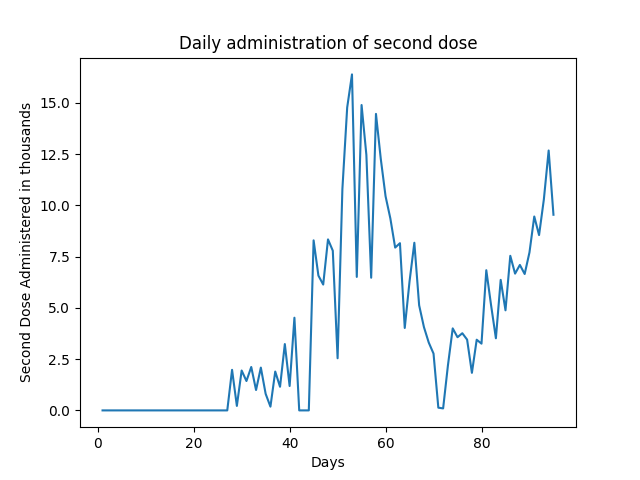 Daily administration of second dose
Second Dose Administered in thousands
15.0
12.5
10.0
7.5
5.0
2.5
0.0
0 20 40 60 80
Days